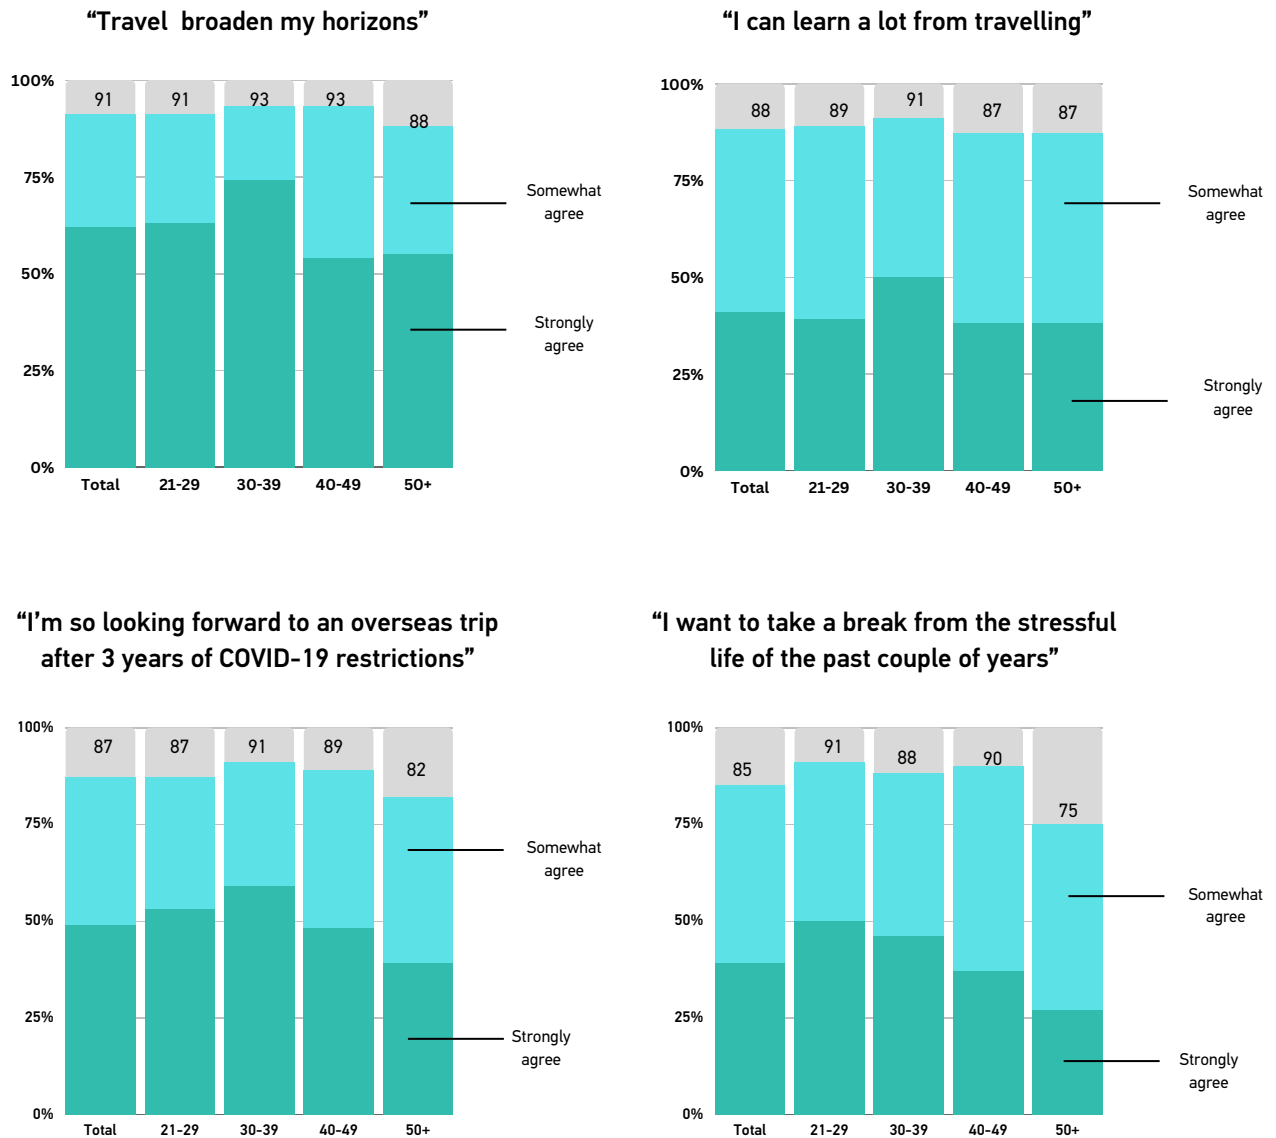 “Travel broaden my horizons”
100%
75%
50%
25%
0%
91
91
93
93
88
Somewhat
agree
Strongly
agree
Total
21-29
30-39
40-49
50+
“I can learn a lot from travelling”
100%
75%
50%
25%
0%
88
89
91
87
87
Somewhat
agree
Strongly
agree
Total
21-29
30-39
40-49
50+
“I’m so looking forward to an overseas trip
after 3 years of COVID-19 restrictions”
100%
75%
50%
25%
0%
87
87
91
89
82
Somewhat
agree
Strongly
agree
Total
21-29
30-39
40-49
50+
“I want to take a break from the stressful
life of the past couple of years”
100%
75%
50%
25%
0%
85
91
88
90
75
Somewhat
agree
Strongly
agree
Total
21-29
30-39
40-49
50+